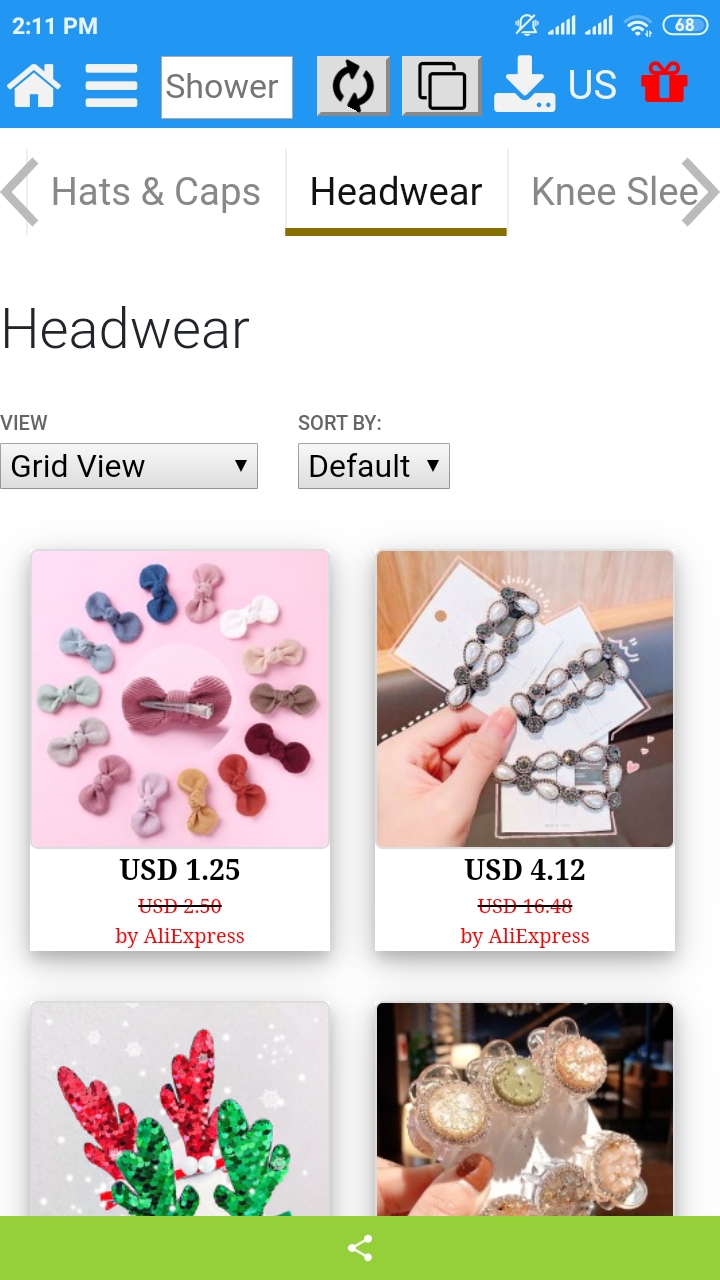 2:11 PM
68
Shower
US
Hats & Caps
Headwear
Knee Slee
Headwear
VIEW
SORT BY:
Grid View
Default
USD 1.25
USD 4.12
USD 2.50
USD 16.48
by AliExpress
by AliExpress